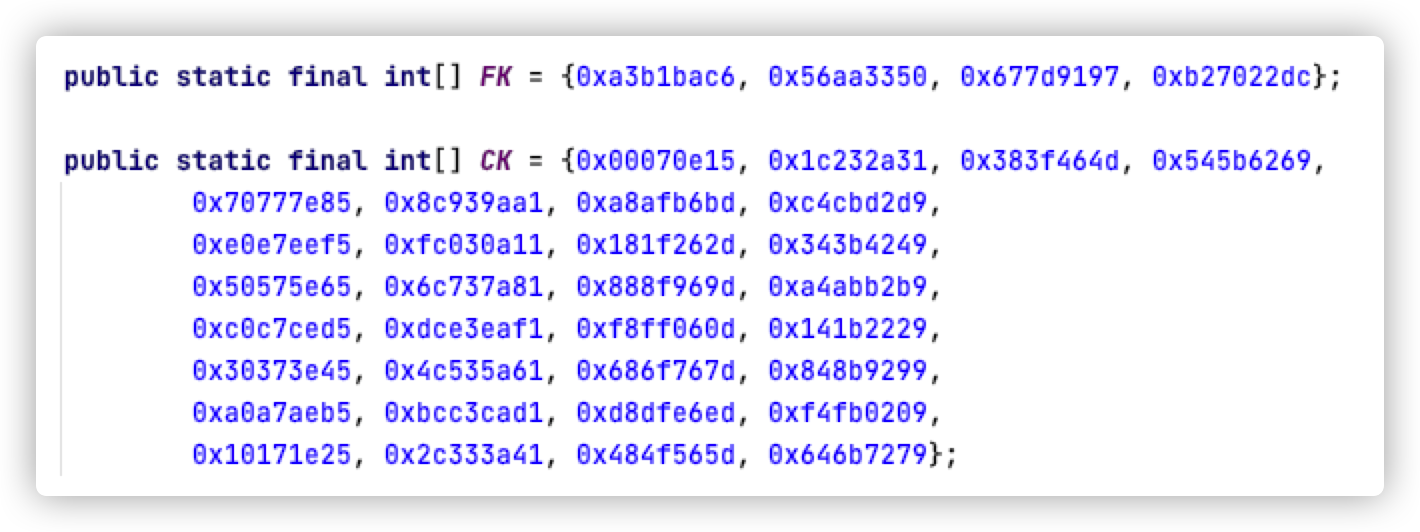 public static final int[] FK = {0xa3b1bac6, 0x56aa3350, 0x677d9197, 0xb27022dc};
public static final int[] CK = {0x00070e15, 0x1c232a31, 0x383f464d, 0x545b6269,
0x70777e85, 0x8c939aa1, 0xa8afb6bd, 0xc4cbd2d9,
0xe0e7eef5, 0xfc030a11, 0x181f262d, 0x343b4249,
0x50575e65, 0x6c737a81, 0x888f969d, 0xa4abb2b9,
0xc0c7ced5, 0xdce3eaf1, 0xf8ff060d, 0x141b2229,
0x30373e45, 0x4c535a61, 0x686f767d, 0x848b9299,
0xa0a7aeb5, 0xbcc3cad1, 0xd8dfe6ed, 0xf4fb0209,
0x10171e25, 0x2c333a41, 0x484f565d, 0x646b7279};